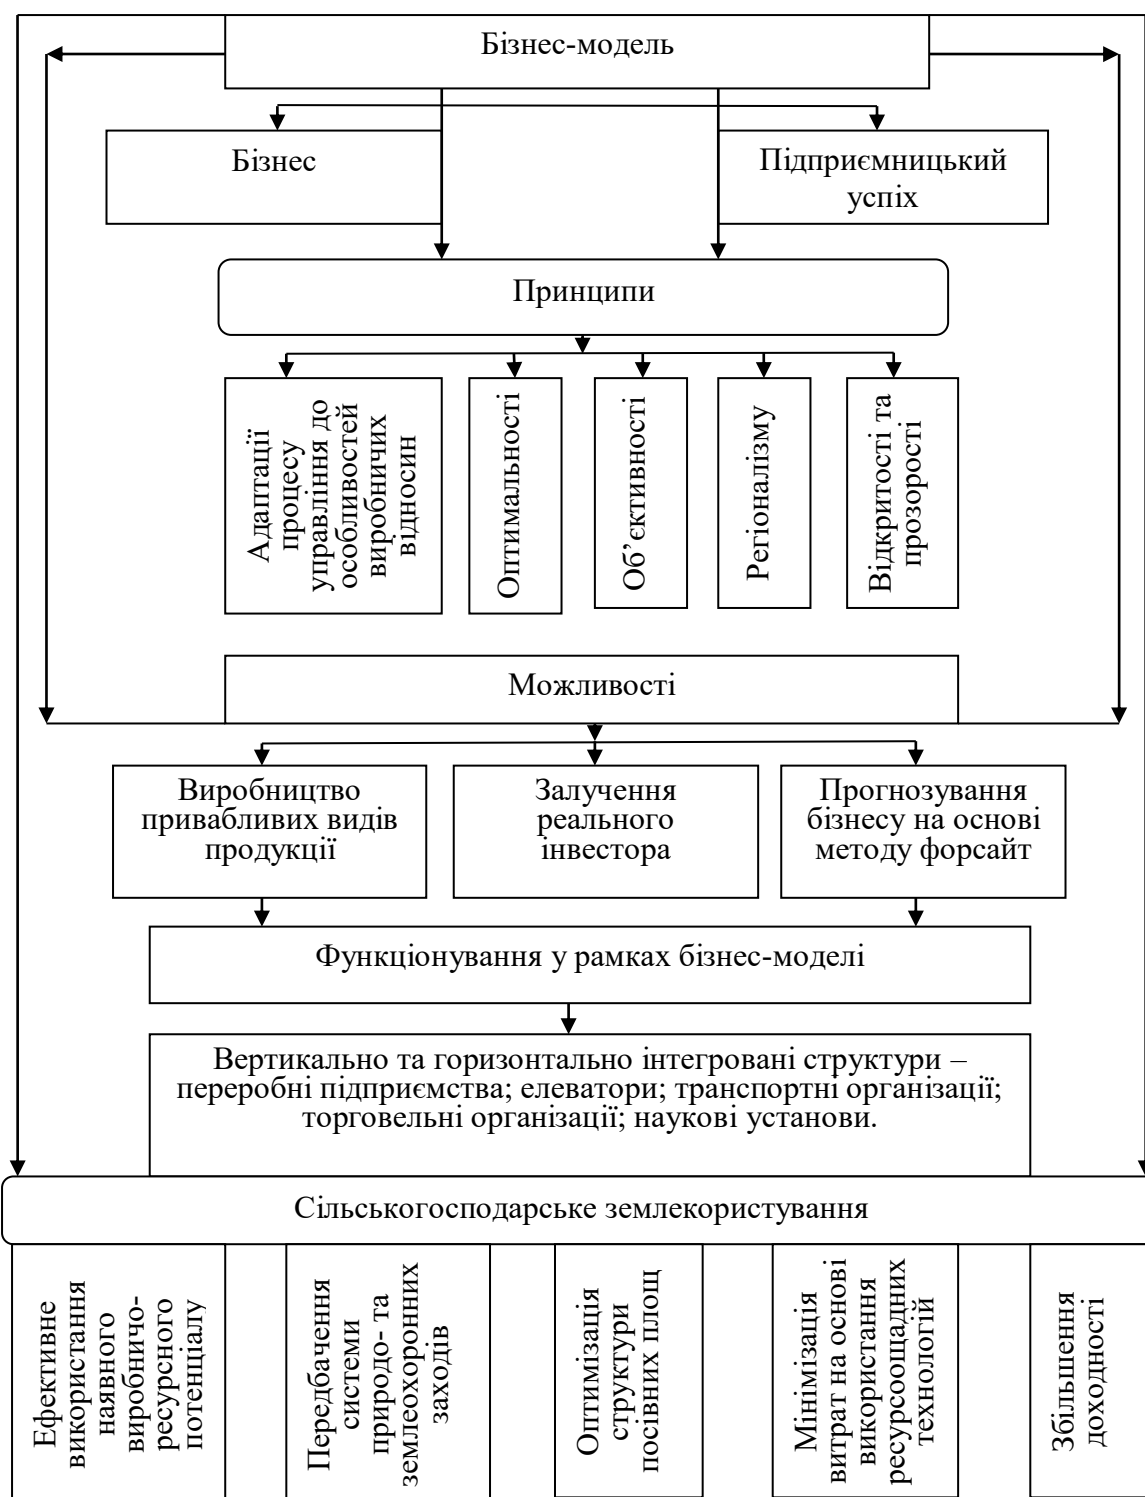 Бізнес-модель
Бізнес
Підприємницький
успіх
Принципи
Адаптації
процесу
управління до
особливостей
виробничих
відносин
Оптимальності
Об’єктивності
Регіоналізму
Відкритості та
прозорості
Можливості
Виробництво
привабливих видів
продукції
Залучення
реального
інвестора
Прогнозування
бізнесу на основі
методу форсайт
Функціонування у рамках бізнес-моделі
Вертикально та горизонтально інтегровані структури –
переробні підприємства; елеватори; транспортні організації;
торговельні організації; наукові установи.
Сільськогосподарське землекористування
Ефективне
використання
наявного
виробничо-
ресурсного
потенціалу
Передбачення
системи
природо- та
землеохоронних
заходів
Оптимізація
структури
посівних площ
Мінімізація
витрат на основі
використання
ресурсоощадних
технологій
Збільшення
доходності